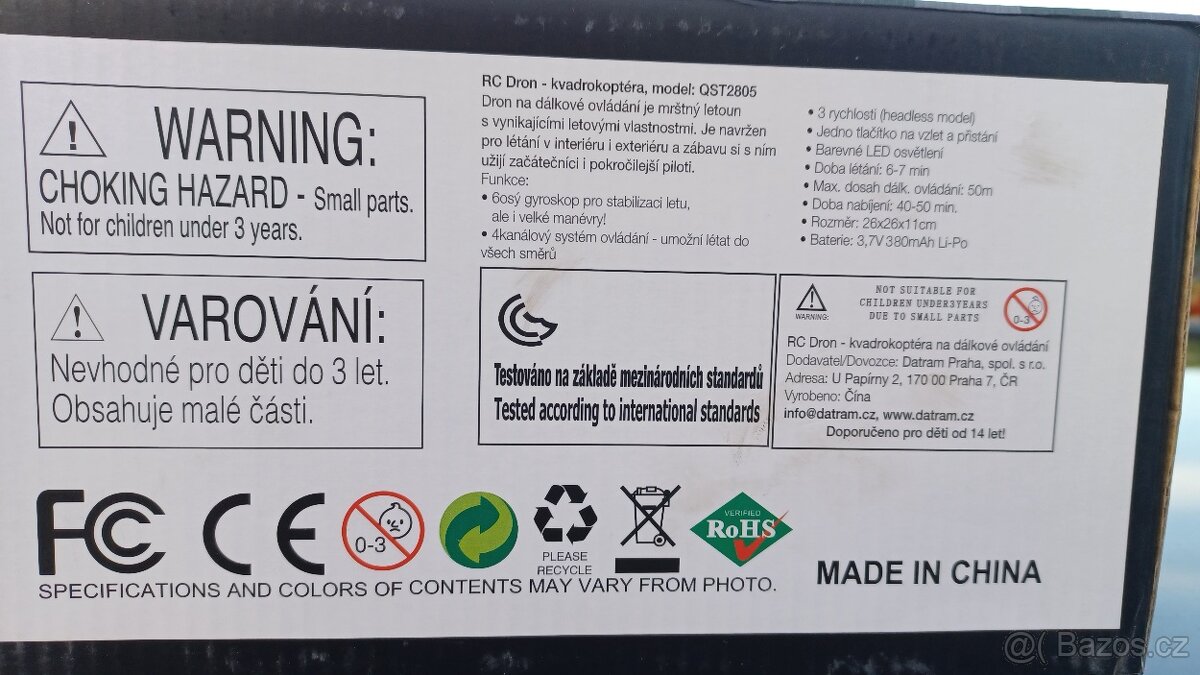 WARNING:
CHOKING HAZARD - Small parts.
Not for children under 3 years.
VAROVÁNÍ:
Nevhodné pro děti do 3 let.
Obsahuje malé části.
RC Dron - kvadrokoptéra, model: QST2805
Dron na dálkové ovládání je mrštný letoun
s vynikajícími letovými vlastnostmi. Je navržen
pro létání v interiéru i exteriéru a zábavu si s ním
užijí začátečníci i pokročilejší piloti.
Funkce:
• 6osý gyroskop pro stabilizaci letu,
ale i velké manévry!
• 4kanálový systém ovládání - umožní létat do
všech směrů
• 3 rychlosti (headless model)
• Jedno tlačítko na vzlet a přistání
• Barevné LED osvětlení
• Doba létání: 6-7 min
• Max. dosah dálk. ovládání: 50m
• Doba nabíjení: 40-50 min.
• Rozměr: 26x26x11cm
• Baterie: 3,7V 380mAh Li-Po
Testováno na základě mezinárodních standardů
Tested according to international standards
WARNING:
NOT SUITABLE FOR
CHILDREN UNDER3YEARS
DUE TO SMALL PARTS
0-3
RC Dron - kvadrokoptéra na dálkové ovládání
Dodavatel/Dovozce: Datram Praha, spol. s r.o.
Adresa: U Papírny 2, 170 00 Praha 7, ČR
Vyrobeno: Čína
info@datram.cz, www.datram.cz
Doporučeno pro děti od 14 let!
FC CE
0-3
PLEASE
RECYCLE
VERIFIED
RoHS
SPECIFICATIONS AND COLORS OF CONTENTS MAY VARY FROM PHOTO.
MADE IN CHINA
@( Bazos.cz